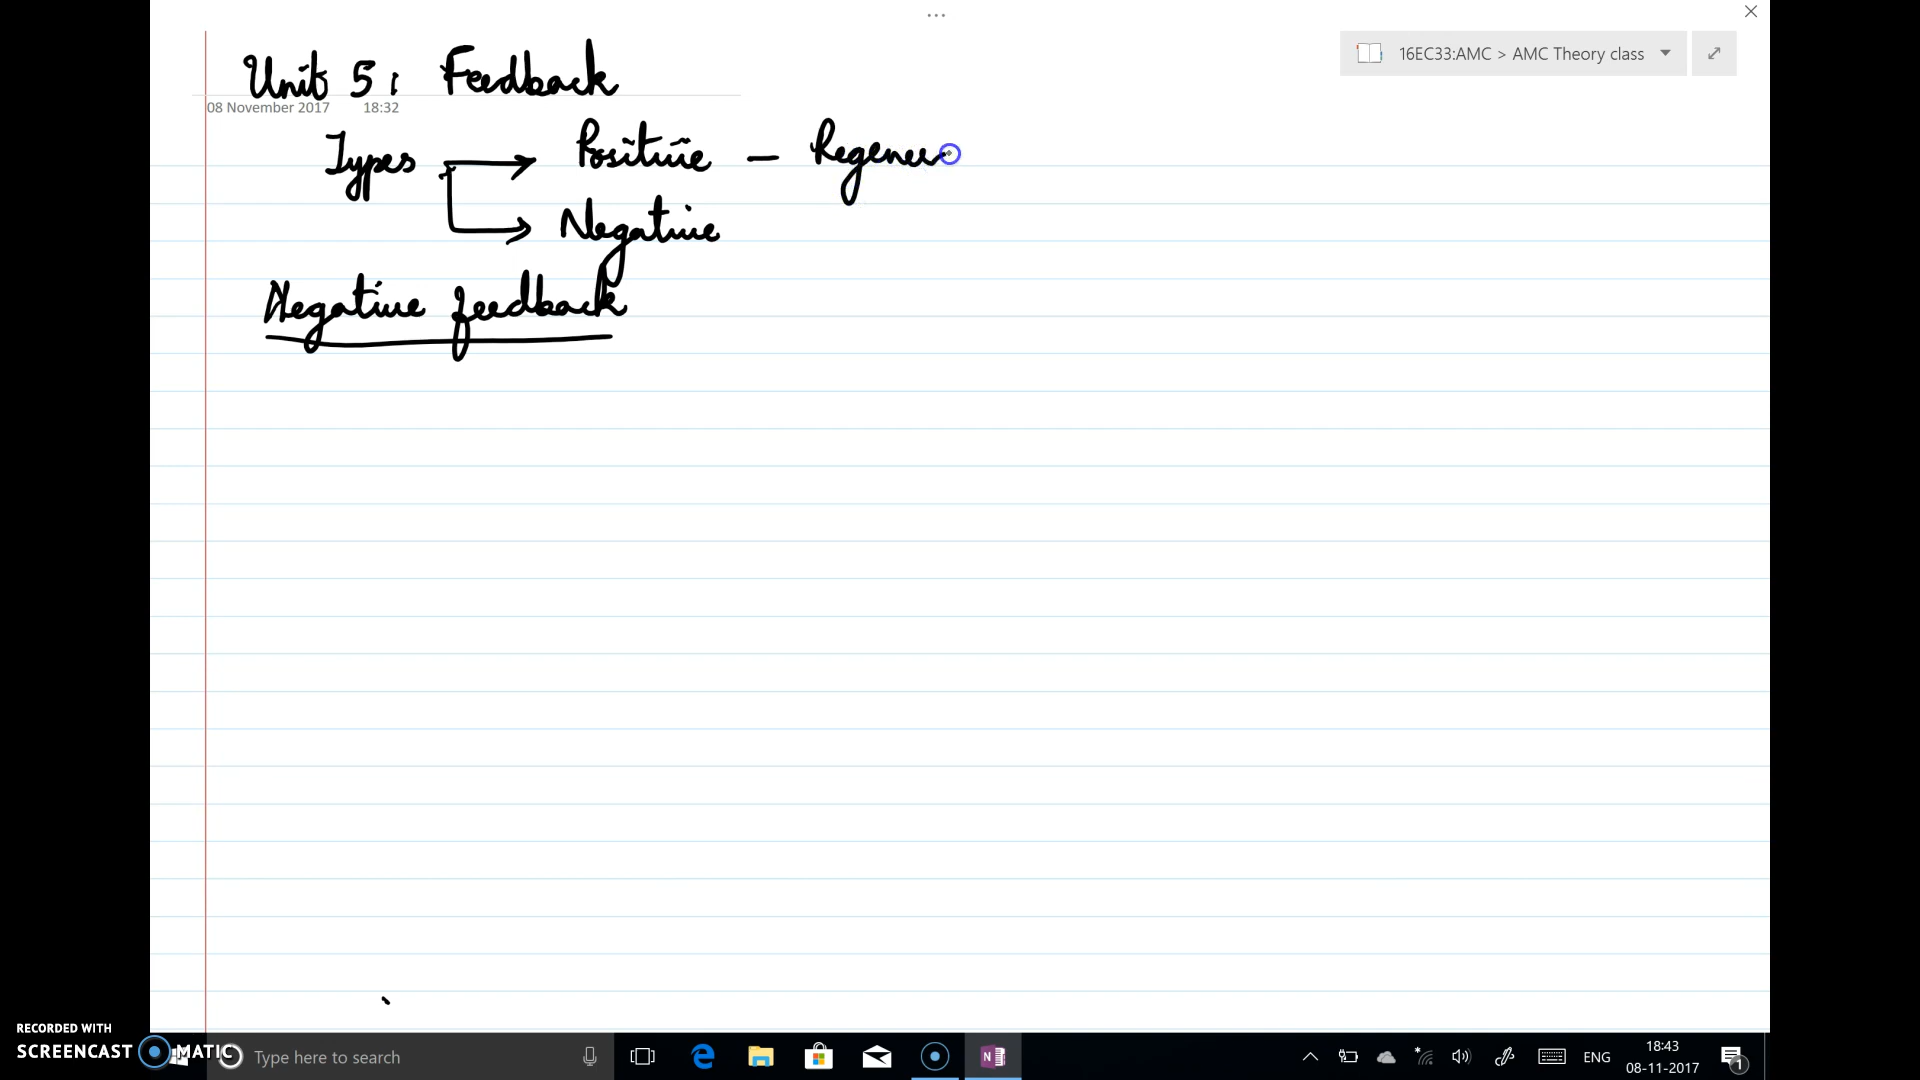 16EC33:AMC > AMC Theory class
Unit 5: Feedback
08 November 2017 18:32
Types Positive - Regener
Negative
Negative feedback
RECORDED WITH
SCREENCAST MATIC
Type here to search
N
ENG
18:43
08-11-2017
1